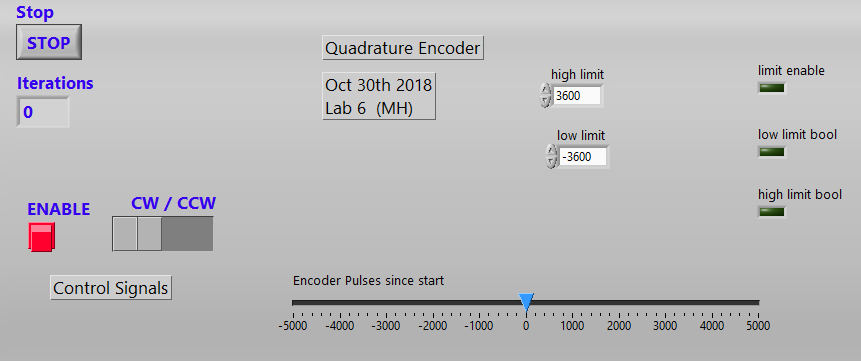 Stop
STOP
Iterations
0
Quadrature Encoder
Oct 30th 2018
Lab 6 (MH)
high limit
3600
low limit
-3600
limit enable
low limit bool
high limit bool
ENABLE
CW / CCW
Control Signals
Encoder Pulses since start
-5000 -4000 -3000 -2000 -1000 0 1000 2000 3000 4000 5000